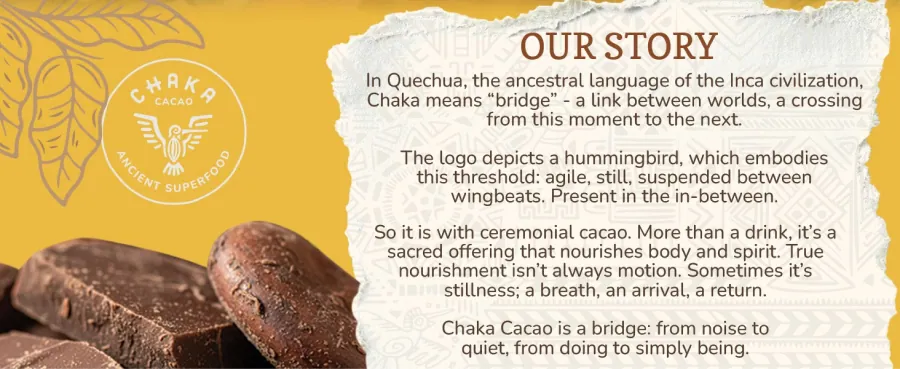 CHAKA
CACAO
ANCIENT SUPERFOOD
OUR STORY
In Quechua, the ancestral language of the Inca civilization,
Chaka means “bridge” - a link between worlds, a crossing
from this moment to the next.
The logo depicts a hummingbird, which embodies
this threshold: agile, still, suspended between
wingbeats. Present in the in-between.
So it is with ceremonial cacao. More than a drink, it’s a
sacred offering that nourishes body and spirit. True
nourishment isn’t always motion. Sometimes it’s
stillness; a breath, an arrival, a return.
Chaka Cacao is a bridge: from noise to
quiet, from doing to simply being.